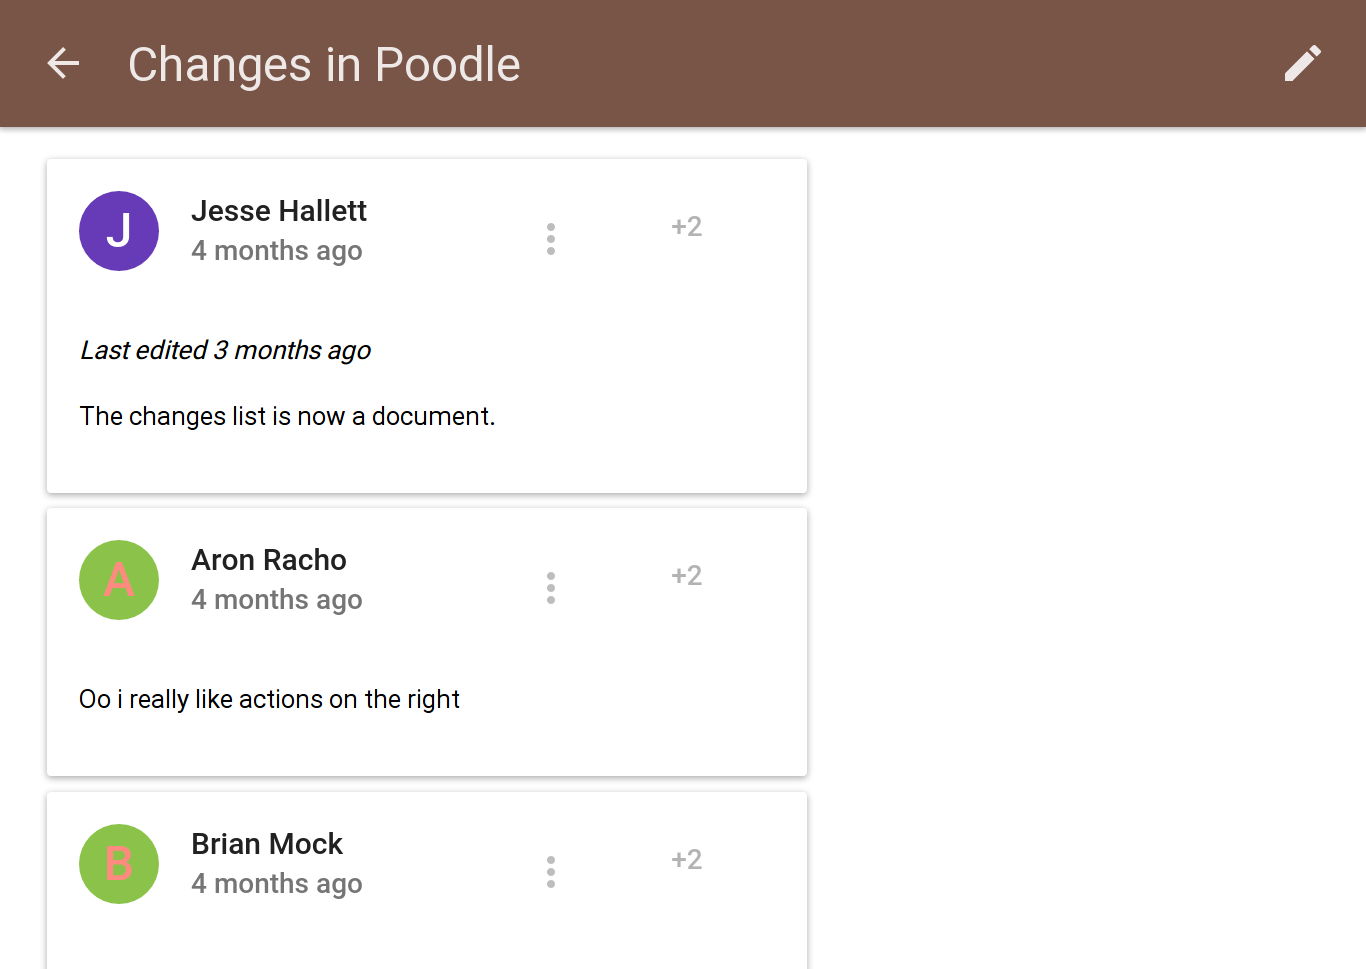 Changes in Poodle
J
Jesse Hallett
4 months ago
+2
Last edited 3 months ago
The changes list is now a document.
A
Aron Racho
4 months ago
+2
Oo i really like actions on the right
B
Brian Mock
4 months ago
+2